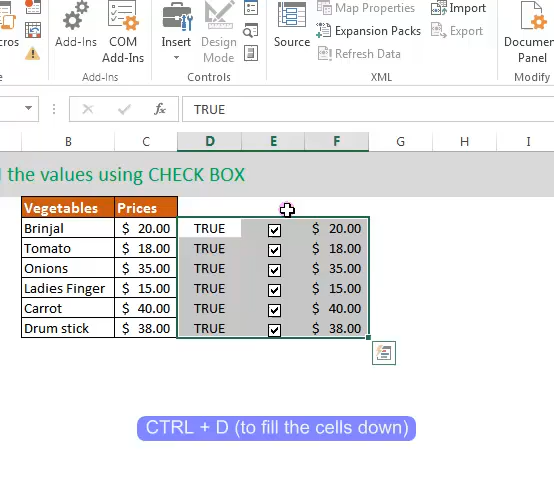 Map Properties
Import
cros
Add-Ins
COM
Add-Ins
Insert
Design
Mode
Source
Expansion Packs
Export
Refresh Data
Documen
Panel
Add-Ins
Controls
XML
Modify
fx
TRUE
B C D E F G H I
the values using CHECK BOX
Vegetables Prices
Brinjal $ 20.00 TRUE $ 20.00
Tomato $ 18.00 TRUE $ 18.00
Onions $ 35.00 TRUE $ 35.00
Ladies Finger $ 15.00 TRUE $ 15.00
Carrot $ 40.00 TRUE $ 40.00
Drum stick $ 38.00 TRUE $ 38.00
CTRL + D (to fill the cells down)